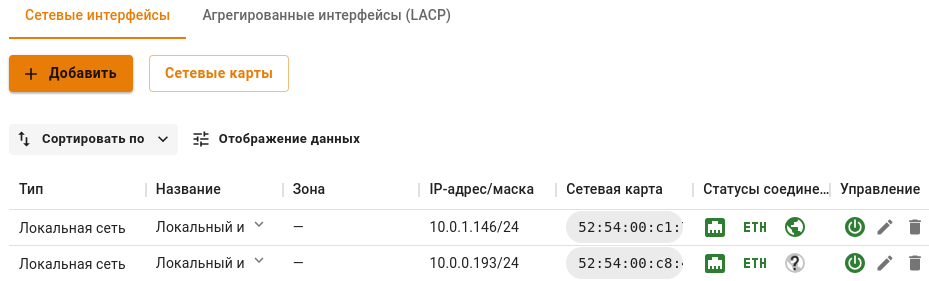 Сетевые интерфейсы Агрегированные интерфейсы (LACP)
+ Добавить Сетевые карты
Сортировать по Отображение данных
Тип Название Зона IP-адрес/маска Сетевая карта Статусы соедине… Управление
Локальная сеть Локальный и — 10.0.1.146/24 52:54:00:c1: ETH
Локальная сеть Локальный и — 10.0.0.193/24 52:54:00:c8: ETH ?